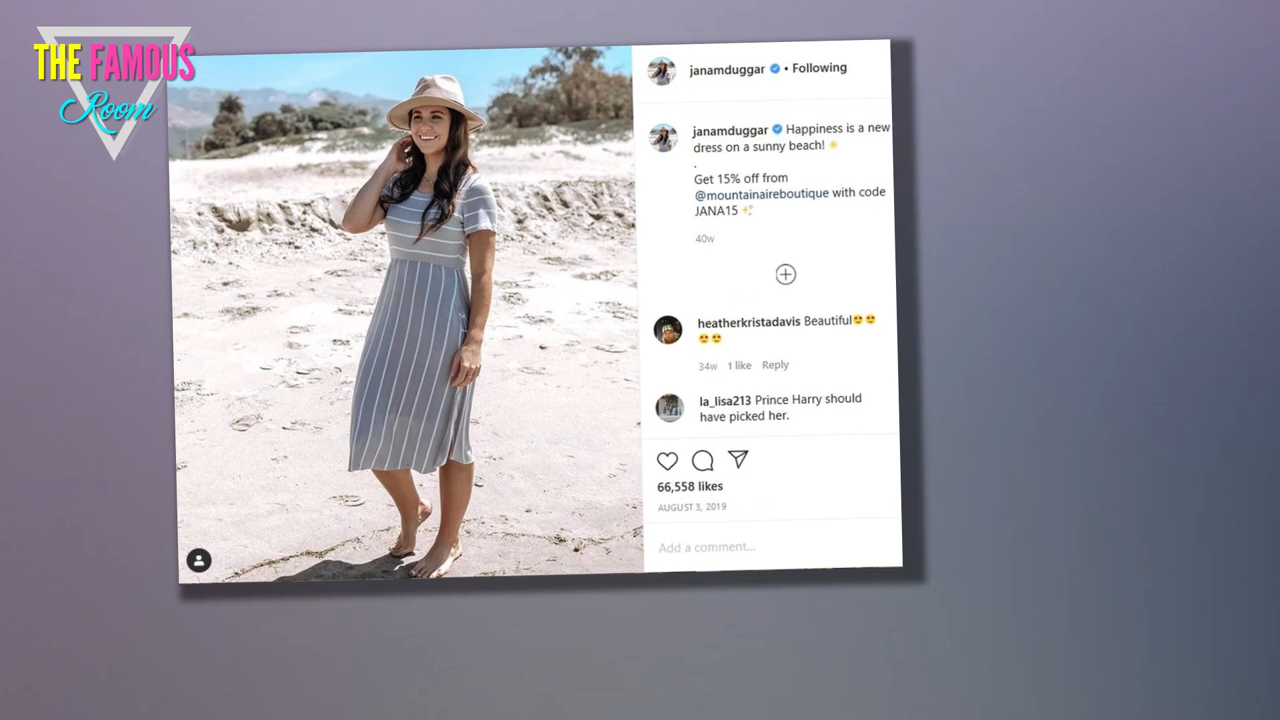 THE FAMOUS
Room
janamduggar • Following
janamduggar Happiness is a new
dress on a sunny beach! ☀️
.
Get 15% off from
@mountainaireboutique with code
JANA15 ✨
40w
heatherkristadavis Beautiful😍😍
😍😍
34w 1 like Reply
la_lisa213 Prince Harry should
have picked her.
66,558 likes
AUGUST 3, 2019
Add a comment...